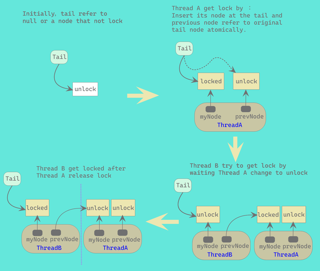 Initially, tail refer to
null or a node that not lock
Tail
unlock
Thread A get lock by :
Insert its node at the tail and
previous node refer to original
tail node atomically.
Tail
locked
unlock
myNode
prevNode
ThreadA
Thread B get locked after
Thread A release lock
Tail
locked
unlock
unlock
myNode
prevNode
ThreadB
myNode
prevNode
ThreadA
Thread B try to get lock by
waiting Thread A change to unlock
Tail
unlock
locked
unlock
myNode
prevNode
ThreadB
myNode
prevNode
ThreadA